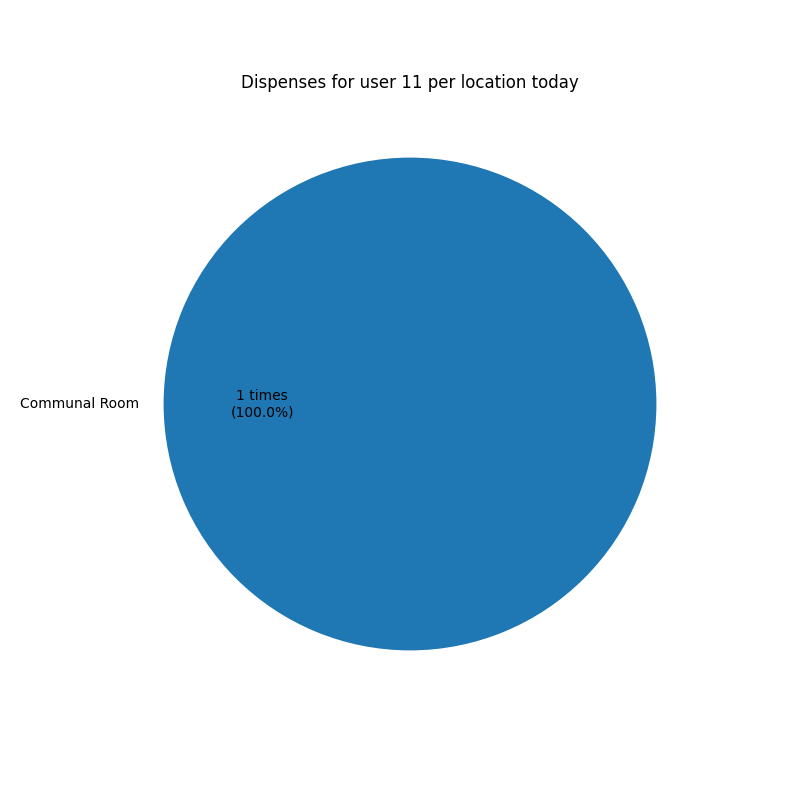 Dispenses for user 11 per location today
1 times
(100.0%)
Communal Room